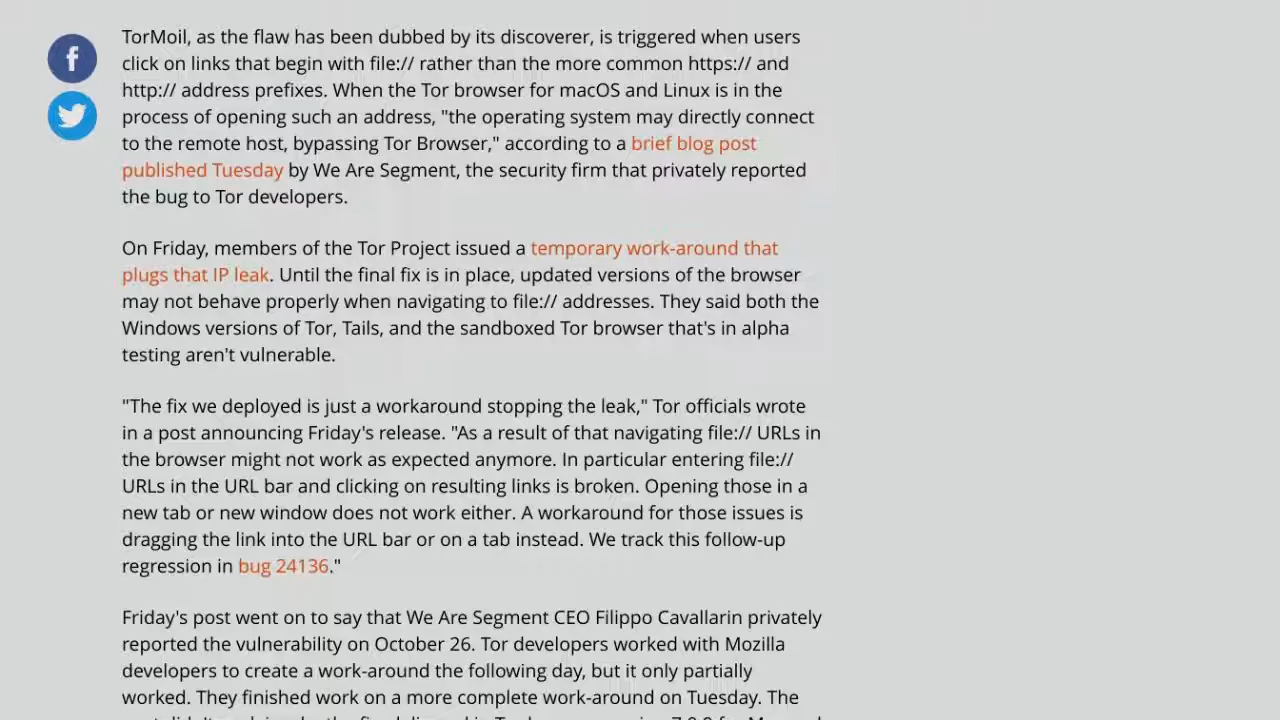 TorMoil, as the flaw has been dubbed by its discoverer, is triggered when users
click on links that begin with file:// rather than the more common https:// and
http:// address prefixes. When the Tor browser for macOS and Linux is in the
process of opening such an address, "the operating system may directly connect
to the remote host, bypassing Tor Browser," according to a brief blog post
published Tuesday by We Are Segment, the security firm that privately reported
the bug to Tor developers.
On Friday, members of the Tor Project issued a temporary work-around that
plugs that IP leak. Until the final fix is in place, updated versions of the browser
may not behave properly when navigating to file:// addresses. They said both the
Windows versions of Tor, Tails, and the sandboxed Tor browser that's in alpha
testing aren't vulnerable.
"The fix we deployed is just a workaround stopping the leak," Tor officials wrote
in a post announcing Friday's release. "As a result of that navigating file:// URLs in
the browser might not work as expected anymore. In particular entering file://
URLs in the URL bar and clicking on resulting links is broken. Opening those in a
new tab or new window does not work either. A workaround for those issues is
dragging the link into the URL bar or on a tab instead. We track this follow-up
regression in bug 24136."
Friday's post went on to say that We Are Segment CEO Filippo Cavallarin privately
reported the vulnerability on October 26. Tor developers worked with Mozilla
developers to create a work-around the following day, but it only partially
worked. They finished work on a more complete work-around on Tuesday. The